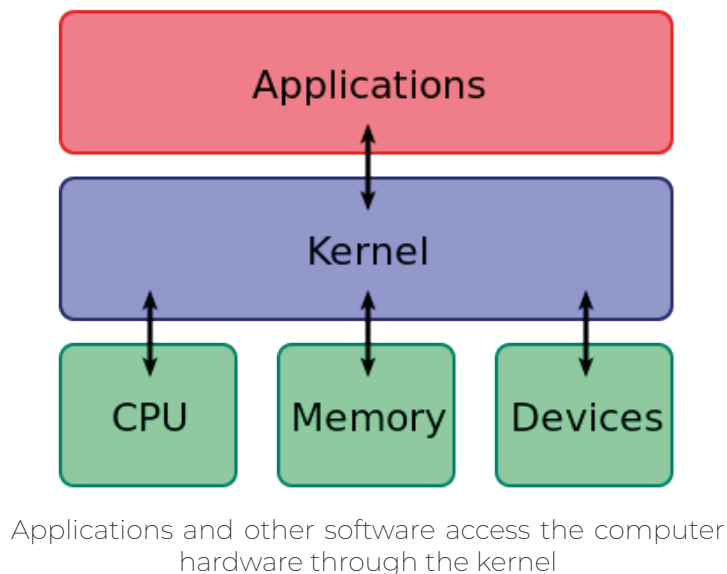 Applications
Kernel
CPU
Memory
Devices
Applications and other software access the computer
hardware through the kernel